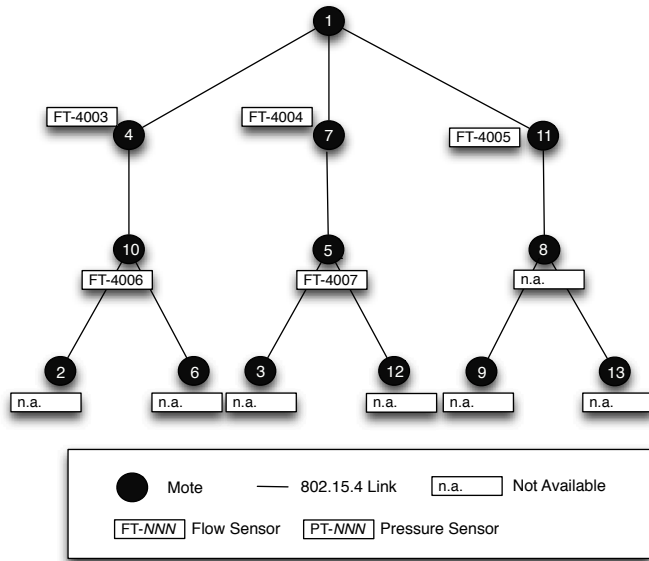 1
FT-4003
4
FT-4004
7
FT-4005
11
10
FT-4006
5
FT-4007
8
n.a.
2
n.a.
6
n.a.
3
n.a.
12
n.a.
9
n.a.
13
n.a.
Mote
802.15.4 Link
n.a.
Not Available
FT-NNN Flow Sensor
PT-NNN Pressure Sensor